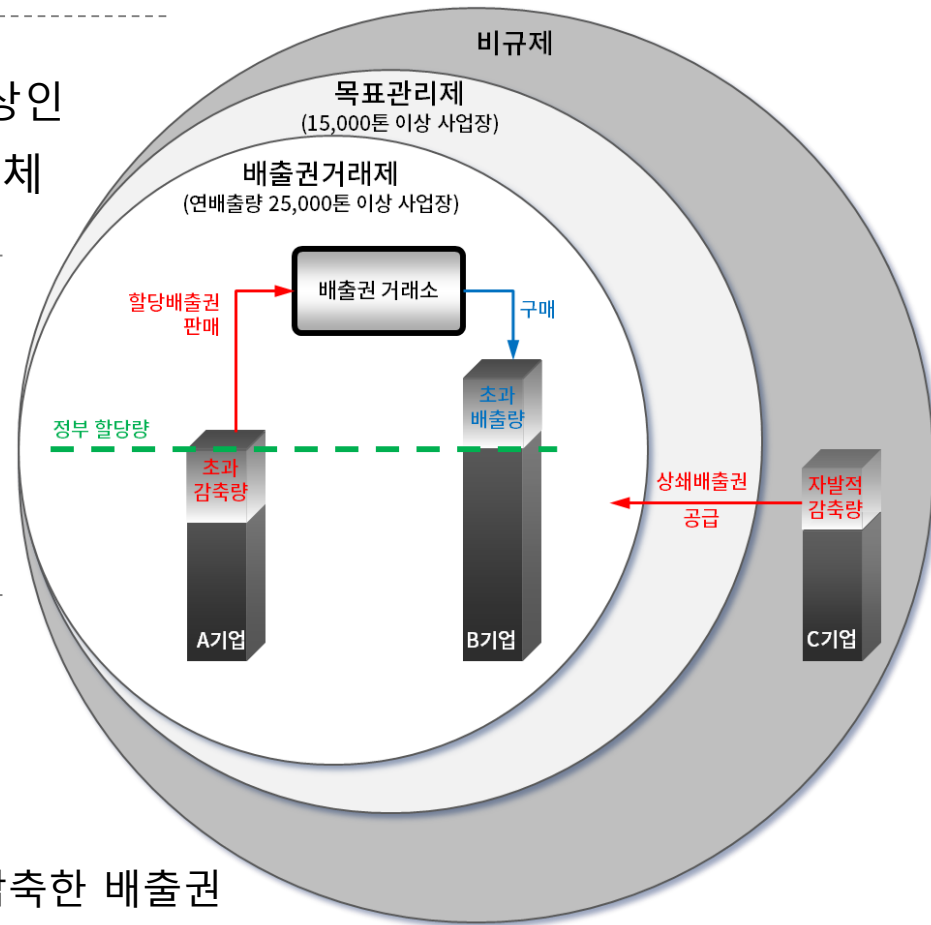 비규제
상인
체
목표관리제
(15,000톤 이상 사업장)
배출권거래제
(연배출량 25,000톤 이상 사업장)
배출권 거래소
할당배출권
판매
구매
정부 할당량
초과
감축량
A기업
초과
배출량
B기업
상쇄배출권
공급
자발적
감축량
C기업
감축한 배출권